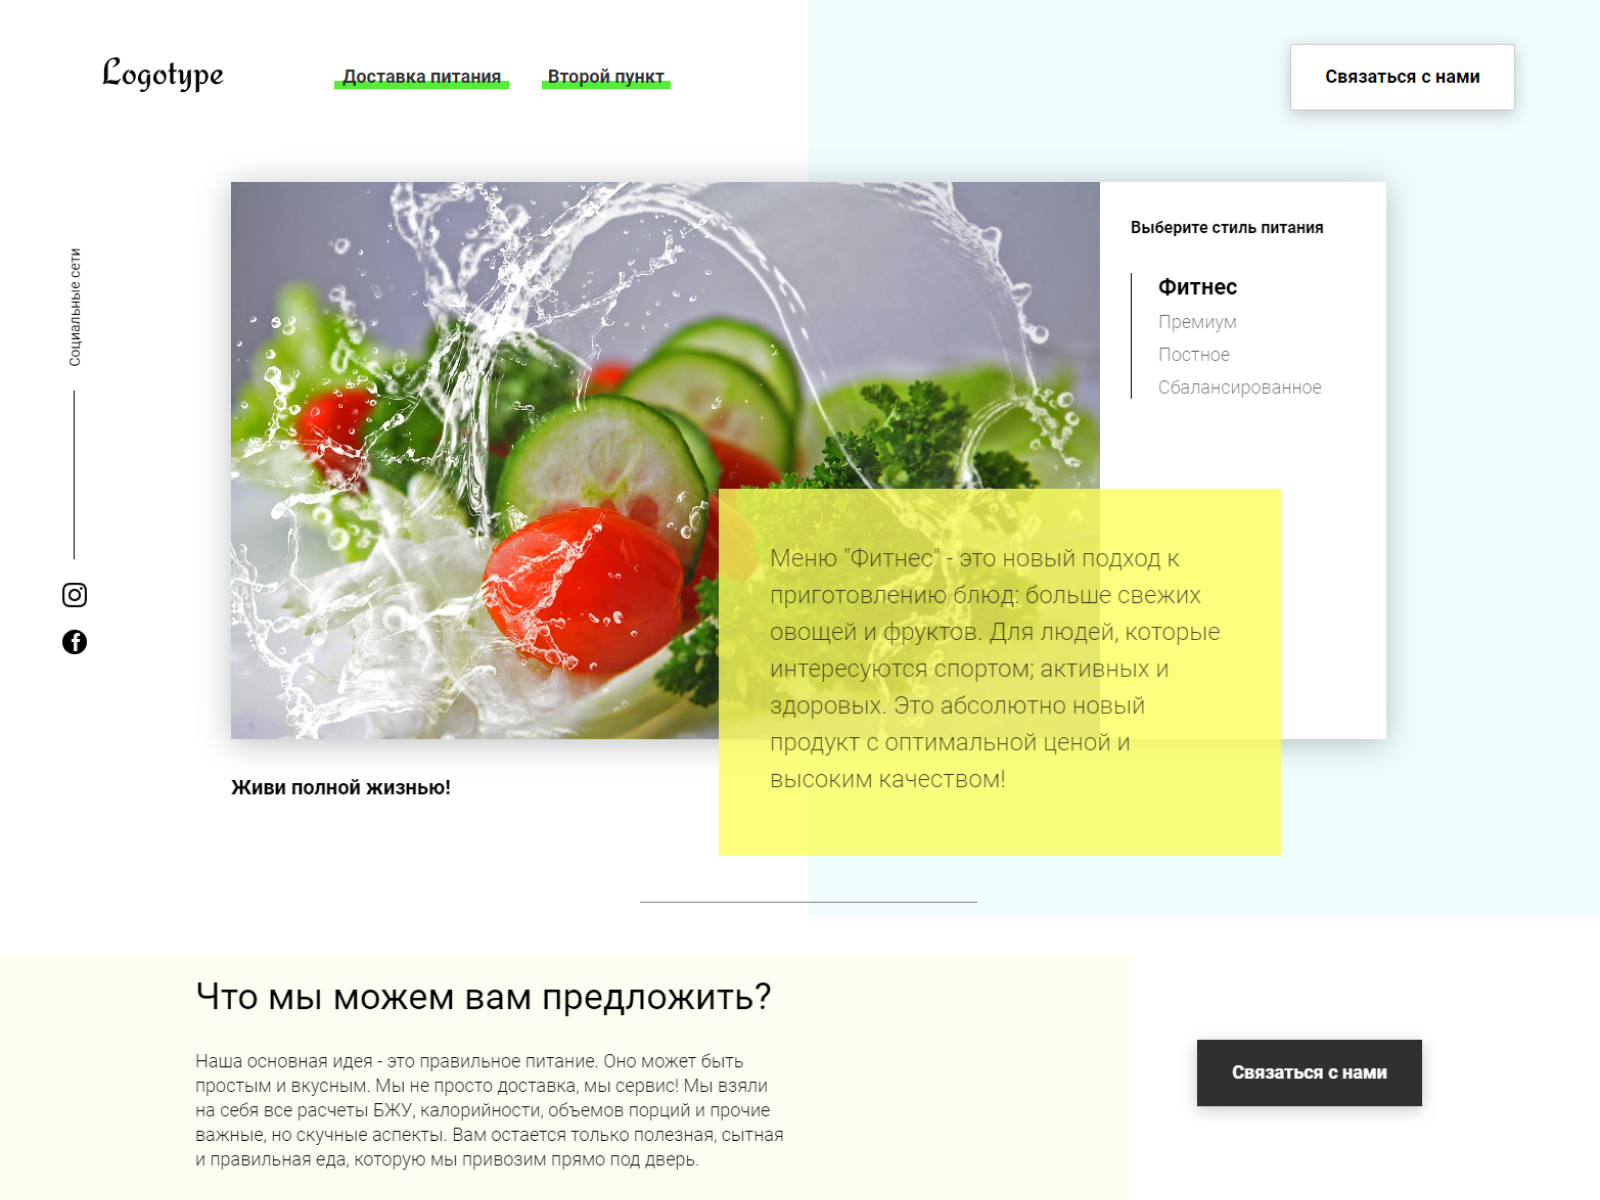 Logotype
Доставка питания
Второй пункт
Связаться с нами
Социальные сети
Выберите стиль питания
Фитнес
Премиум
Постное
Сбалансированное
Меню "Фитнес" - это новый подход к
приготовлению блюд: больше свежих
овощей и фруктов. Для людей, которые
интересуются спортом; активных и
здоровых. Это абсолютно новый
продукт с оптимальной ценой и
высоким качеством!
Живи полной жизнью!
Что мы можем вам предложить?
Наша основная идея - это правильное питание. Оно может быть
простым и вкусным. Мы не просто доставка, мы сервис! Мы взяли
на себя все расчеты БЖУ, калорийности, объемов порций и прочие
важные, но скучные аспекты. Вам остается только полезная, сытная
и правильная еда, которую мы привозим прямо под дверь.
Связаться с нами